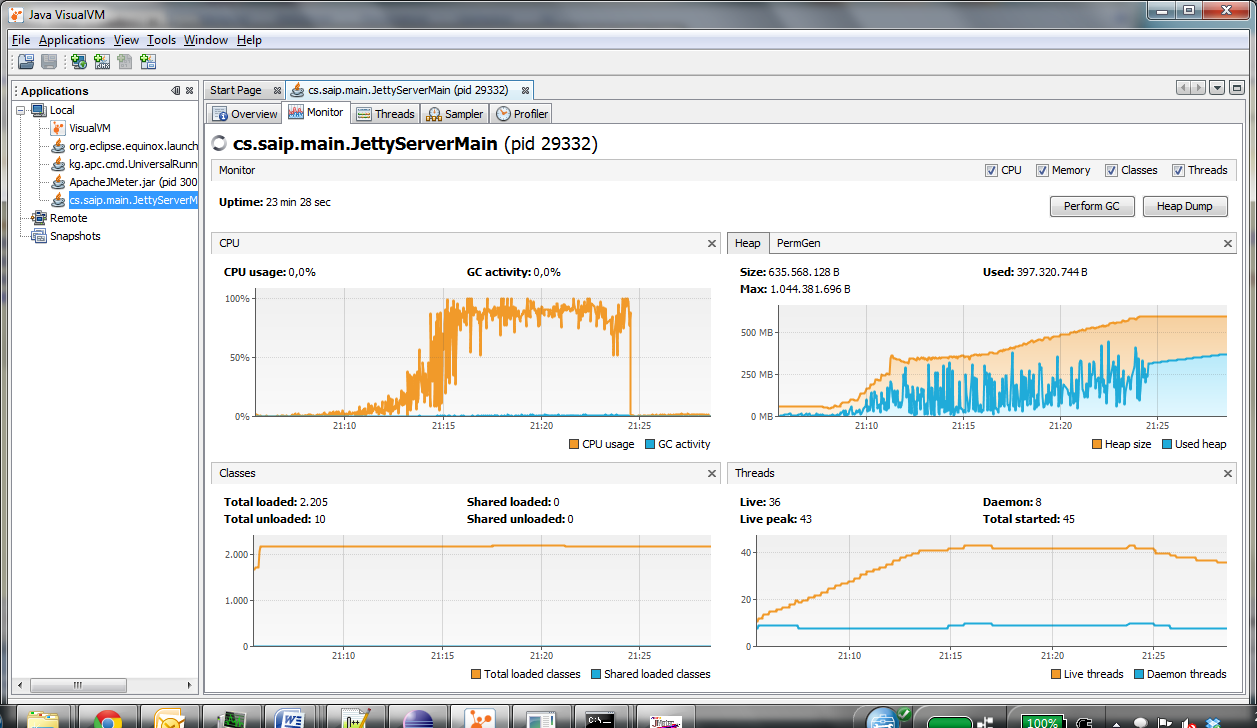 Java VisualVM
File Applications View Tools Window Help
Applications
Local
VisualVM
org.eclipse.equinox.launch
kg.apc.cmd.UniversalRunn
ApacheJMeter.jar (pid 300
cs.saip.main.JettyServerM
Remote
Snapshots
Start Page
cs.saip.main.JettyServerMain (pid 29332)
Overview Monitor Threads Sampler Profiler
cs.saip.main.JettyServerMain (pid 29332)
Monitor
CPU Memory Classes Threads
Uptime: 23 min 28 sec
Perform GC Heap Dump
CPU
CPU usage: 0,0% GC activity: 0,0%
100%
50%
0%
21:10 21:15 21:20 21:25
CPU usage GC activity
Heap PermGen
Size: 635.568.128 B Used: 397.320.744 B
Max: 1.044.381.696 B
500 MB
250 MB
0 MB
21:10 21:15 21:20 21:25
Heap size Used heap
Classes
Total loaded: 2.205 Shared loaded: 0
Total unloaded: 10 Shared unloaded: 0
2.000
1.000
0
21:10 21:15 21:20 21:25
Total loaded classes Shared loaded classes
Threads
Live: 36 Daemon: 8
Live peak: 43 Total started: 45
40
20
0
21:10 21:15 21:20 21:25
Live threads Daemon threads
100%